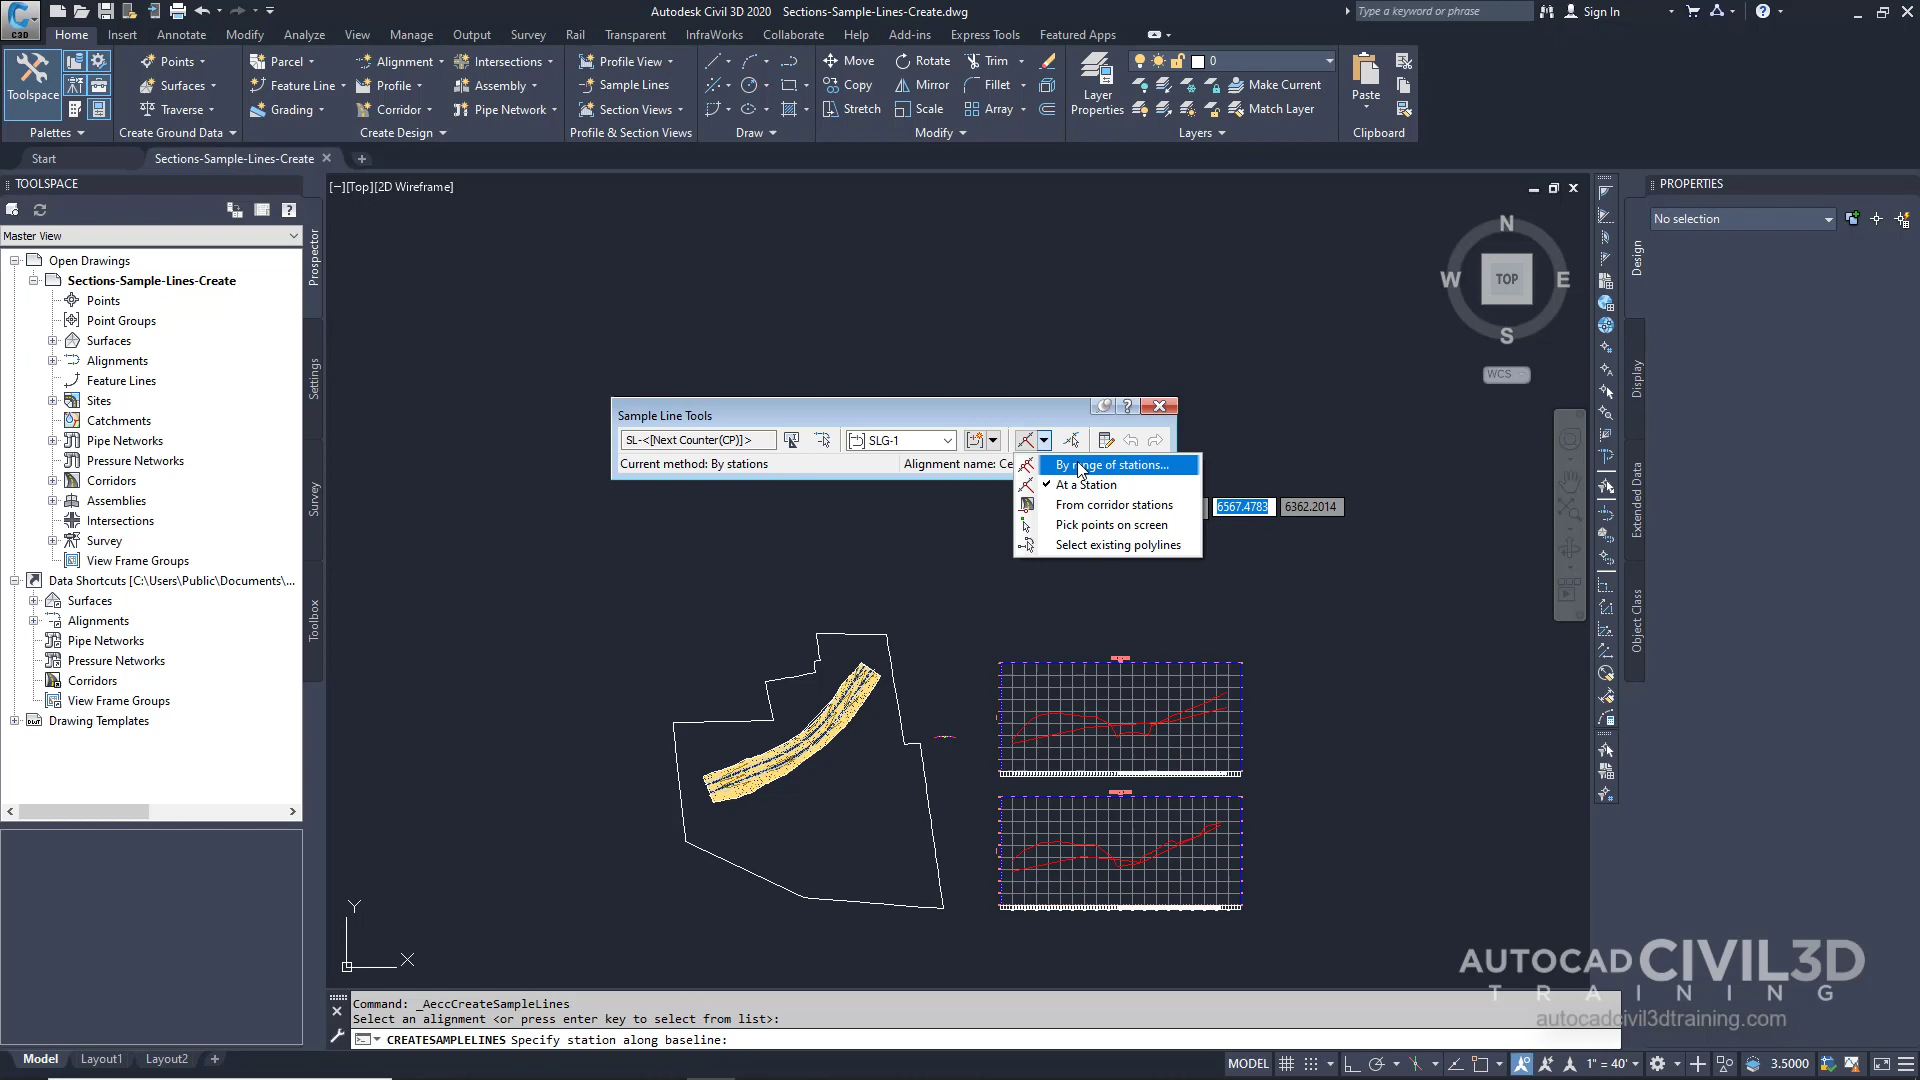 Autodesk Civil 3D 2020 Sections-Sample-Lines-Create.dwg
Type a keyword or phrase
Sign In
C3D
Home Insert Annotate Modify Analyze View Manage Output Survey Rail Transparent InfraWorks Collaborate Help Add-ins Express Tools Featured Apps
Toolspace
Points
Surfaces
Traverse
Parcel
Feature Line
Grading
Alignment
Profile
Corridor
Intersections
Assembly
Pipe Network
Profile View
Sample Lines
Section Views
Move
Copy
Stretch
Rotate
Mirror
Scale
Trim
Fillet
Array
Layer
Properties
0
Make Current
Match Layer
Paste
Palettes
Create Ground Data
Create Design
Profile & Section Views
Draw
Modify
Layers
Clipboard
Start
Sections-Sample-Lines-Create
TOOLSPACE
Master View
Open Drawings
Sections-Sample-Lines-Create
Points
Point Groups
Surfaces
Alignments
Feature Lines
Sites
Catchments
Pipe Networks
Pressure Networks
Corridors
Assemblies
Intersections
Survey
View Frame Groups
Data Shortcuts [C:\Users\Public\Documents\...
Surfaces
Alignments
Pipe Networks
Pressure Networks
Corridors
View Frame Groups
Drawing Templates
Prospector
Settings
Survey
Toolbox
[−][Top][2D Wireframe]
N
W
TOP
E
S
WCS
Sample Line Tools
SL-<[Next Counter(CP)]>
SLG-1
Current method: By stations
Alignment name: Ce
By range of stations...
At a Station
From corridor stations
Pick points on screen
Select existing polylines
6567.4783
6362.2014
PROPERTIES
No selection
Design
Display
Extended Data
Object Class
Y
X
AUTOCAD CIVIL3D
TRAINING
autocadcivil3dtraining.com
Command: _AeccCreateSampleLines
Select an alignment <or press enter key to select from list>:
CREATESAMPLELINES Specify station along baseline:
Model
Layout1
Layout2
MODEL
1" = 40'
3.5000